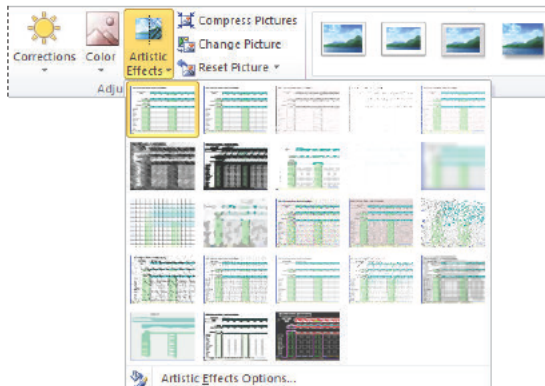 Compress Pictures
Change Picture
Corrections Color Artistic Effects Reset Picture
Adju
Artistic Effects Options...